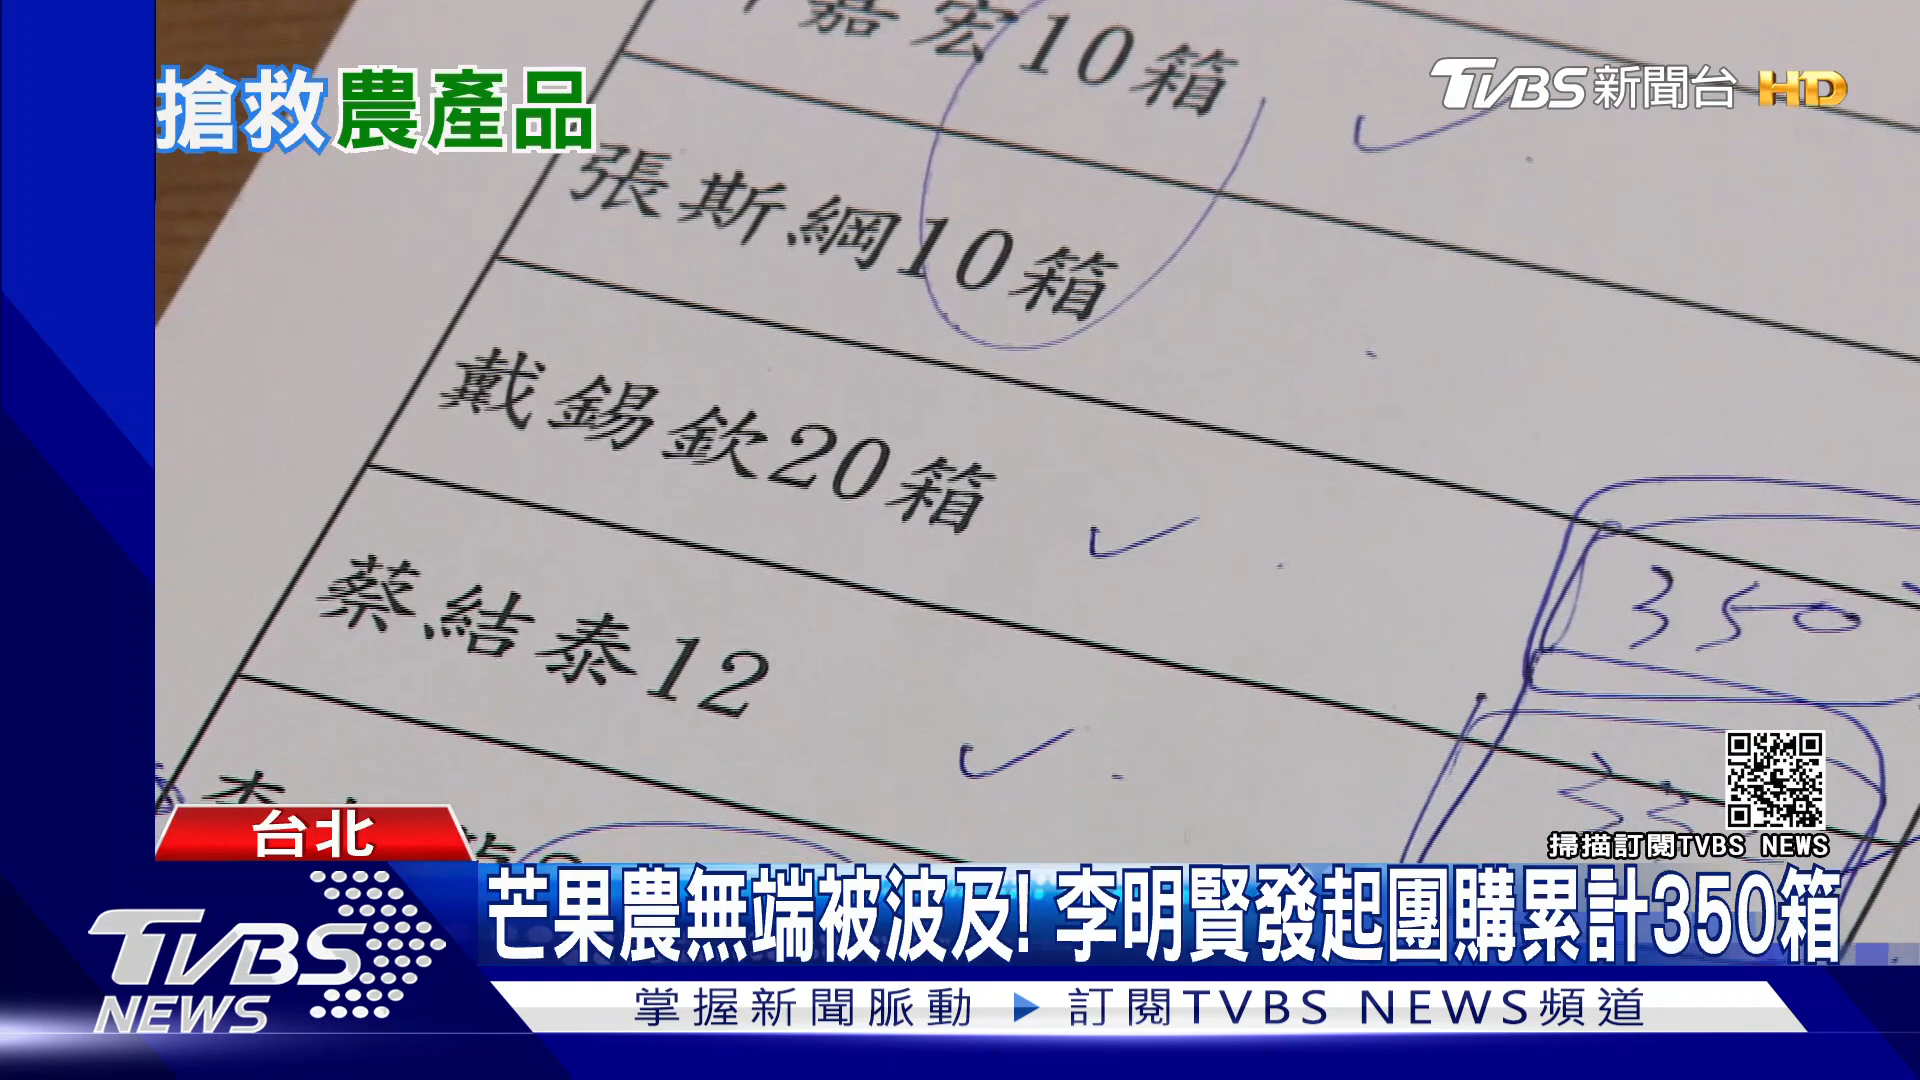 嘉宏10箱
TVBS新聞台 HD
搶救農產品
張斯綱10箱
戴錫欽20箱
蔡結泰12
350
33
掃描訂閱TVBS NEWS
台北
芒果農無端被波及! 李明賢發起團購累計350箱
TVBS NEWS
掌握新聞脈動 ▶ 訂閱TVBS NEWS頻道